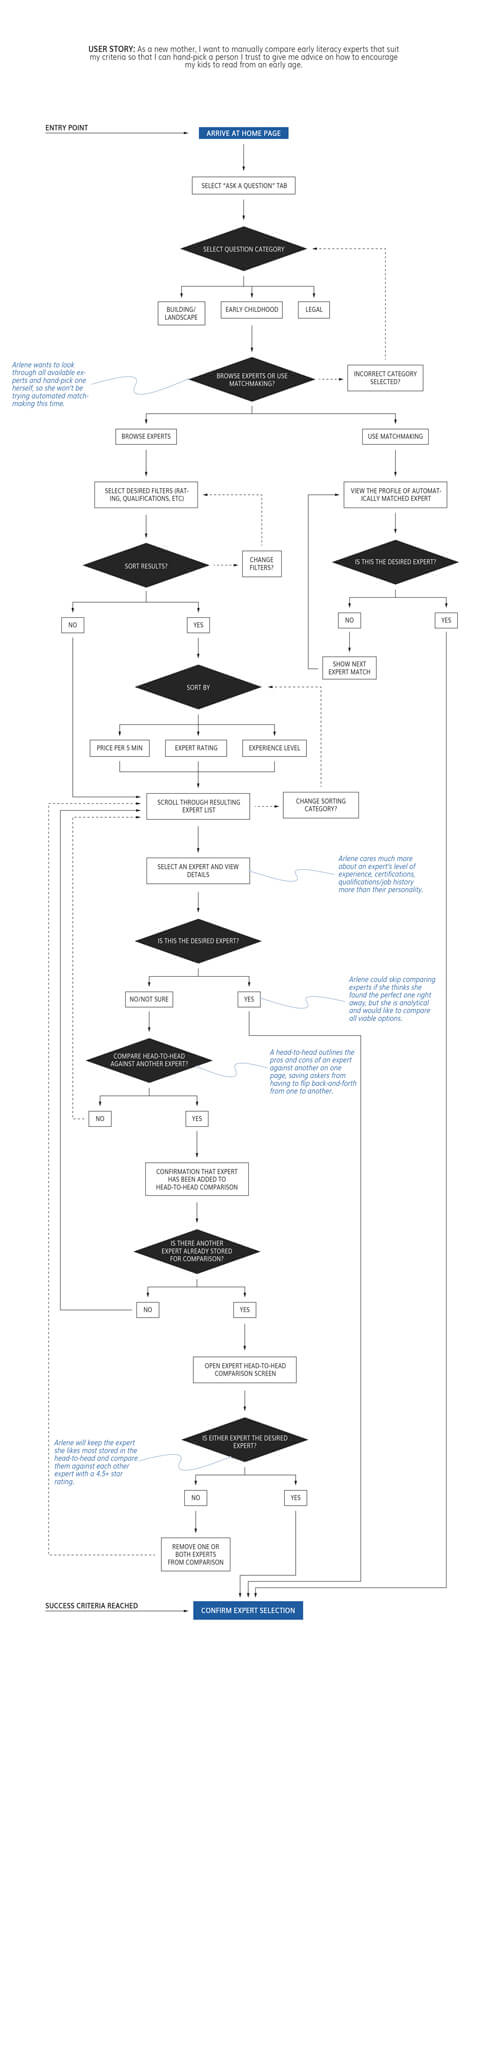 USER STORY: As a new mother, I want to manually compare early literacy experts that suit
my criteria so that I can hand-pick a person I trust to give me advice on how to encourage
my kids to read from an early age.
ENTRY POINT
ARRIVE AT HOME PAGE
SELECT "ASK A QUESTION" TAB
SELECT QUESTION CATEGORY
BUILDING/
LANDSCAPE
EARLY CHILDHOOD
LEGAL
Arlene wants to look
through all available ex-
perts and hand-pick one
herself, so she won't be
trying automated match-
making this time.
BROWSE EXPERTS OR USE
MATCHMAKING?
INCORRECT CATEGORY
SELECTED?
BROWSE EXPERTS
USE MATCHMAKING
SELECT DESIRED FILTERS (RAT-
ING, QUALIFICATIONS, ETC)
VIEW THE PROFILE OF AUTOMAT-
ICALLY MATCHED EXPERT
SORT RESULTS?
CHANGE
FILTERS?
IS THIS THE DESIRED EXPERT?
NO
YES
NO
YES
SHOW NEXT
EXPERT MATCH
SORT BY
PRICE PER 5 MIN
EXPERT RATING
EXPERIENCE LEVEL
SCROLL THROUGH RESULTING
EXPERT LIST
CHANGE SORTING
CATEGORY?
SELECT AN EXPERT AND VIEW
DETAILS
Arlene cares much more
about an expert's level of
experience, certifications,
qualifications/job history
more than their personality.
IS THIS THE DESIRED EXPERT?
NO/NOT SURE
YES
Arlene could skip comparing
experts if she thinks she
found the perfect one right
away, but she is analytical
and would like to compare
all viable options.
COMPARE HEAD-TO-HEAD
AGAINST ANOTHER EXPERT?
A head-to-head outlines the
pros and cons of an expert
against another on one
page, saving askers from
having to flip back-and-forth
from one to another.
NO
YES
CONFIRMATION THAT EXPERT
HAS BEEN ADDED TO
HEAD-TO-HEAD COMPARISON
IS THERE ANOTHER
EXPERT ALREADY STORED
FOR COMPARISON?
NO
YES
OPEN EXPERT HEAD-TO-HEAD
COMPARISON SCREEN
IS EITHER EXPERT THE DESIRED
EXPERT?
Arlene will keep the expert
she likes most stored in the
head-to-head and compare
them against each other
expert with a 4.5+ star
rating.
NO
YES
REMOVE ONE OR
BOTH EXPERTS
FROM COMPARISON
SUCCESS CRITERIA REACHED
CONFIRM EXPERT SELECTION